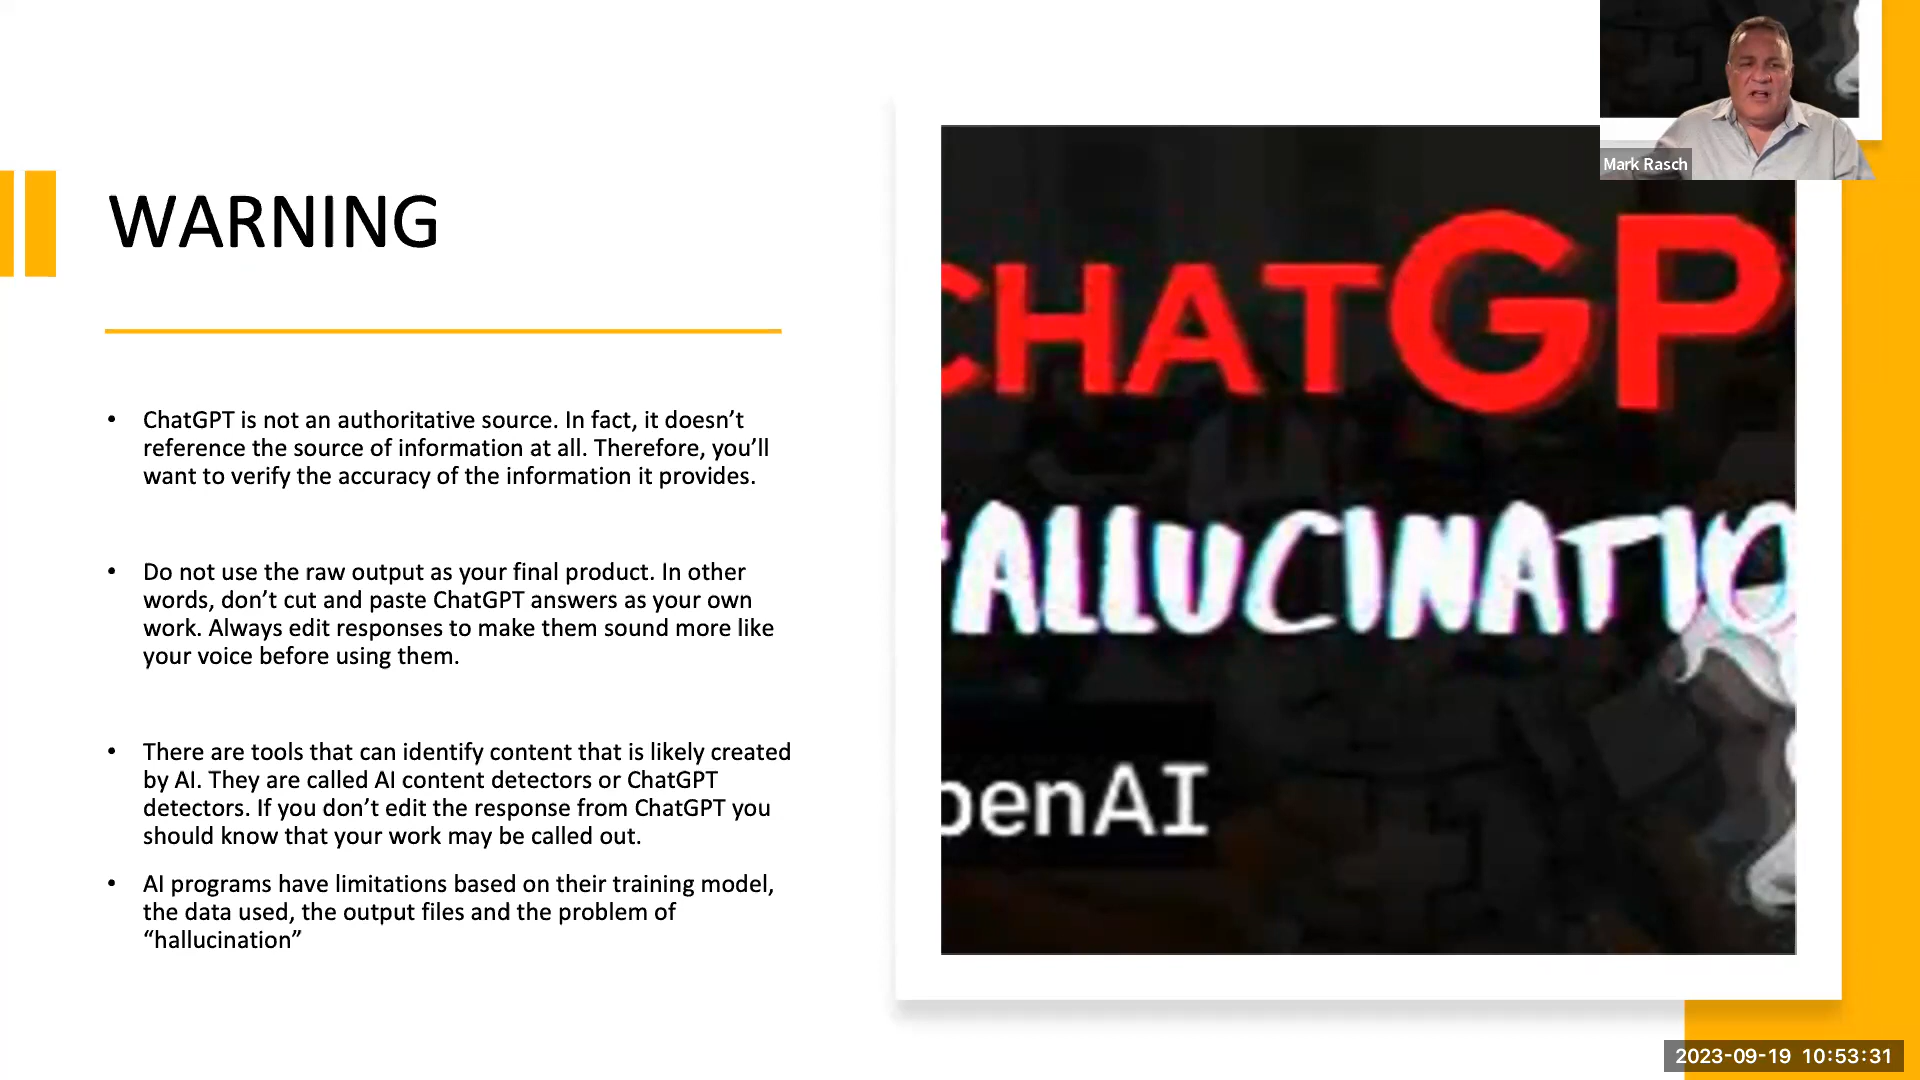 Mark Rasch
WARNING
• ChatGPT is not an authoritative source. In fact, it doesn’t
reference the source of information at all. Therefore, you’ll
want to verify the accuracy of the information it provides.
• Do not use the raw output as your final product. In other
words, don’t cut and paste ChatGPT answers as your own
work. Always edit responses to make them sound more like
your voice before using them.
• There are tools that can identify content that is likely created
by AI. They are called AI content detectors or ChatGPT
detectors. If you don’t edit the response from ChatGPT you
should know that your work may be called out.
• AI programs have limitations based on their training model,
the data used, the output files and the problem of
“hallucination”
CHATGP
ALLUCINATIO
penAI
2023-09-19 10:53:31